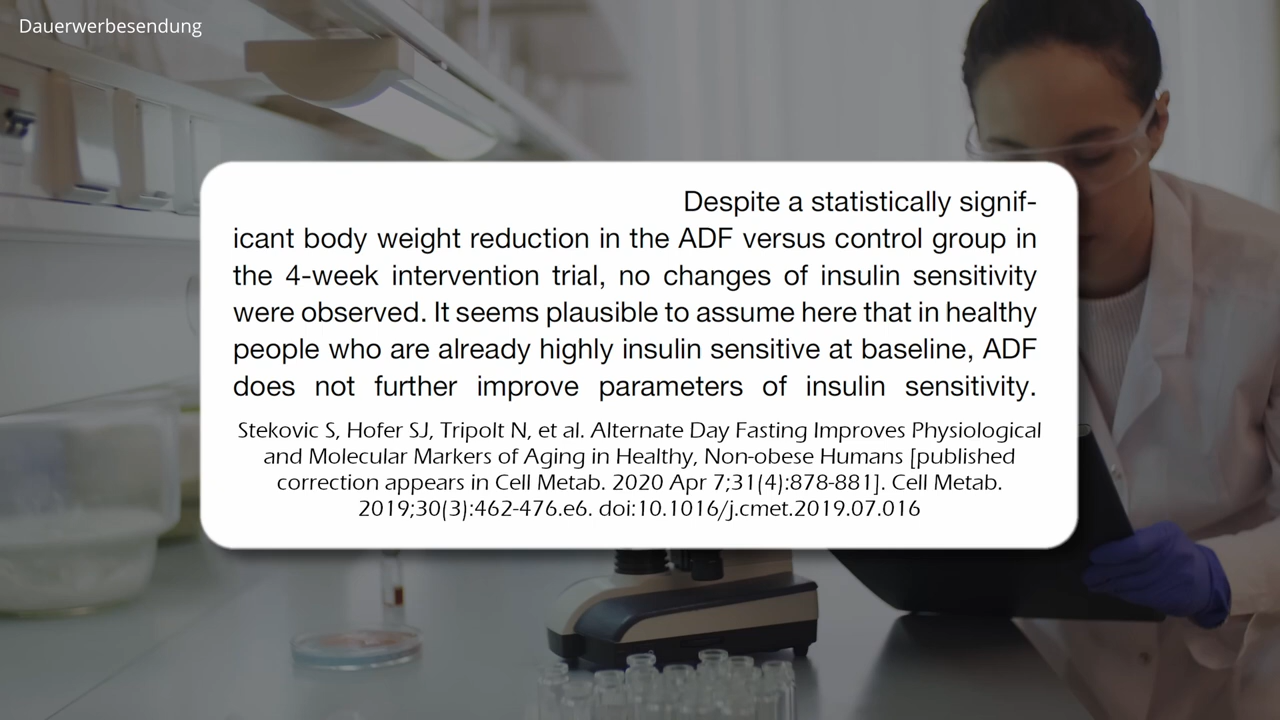 Dauerwerbesendung
Despite a statistically signif-
icant body weight reduction in the ADF versus control group in
the 4-week intervention trial, no changes of insulin sensitivity
were observed. It seems plausible to assume here that in healthy
people who are already highly insulin sensitive at baseline, ADF
does not further improve parameters of insulin sensitivity.
Stekovic S, Hofer SJ, Tripolt N, et al. Alternate Day Fasting Improves Physiological
and Molecular Markers of Aging in Healthy, Non-obese Humans [published
correction appears in Cell Metab. 2020 Apr 7;31(4):878-881]. Cell Metab.
2019;30(3):462-476.e6. doi:10.1016/j.cmet.2019.07.016